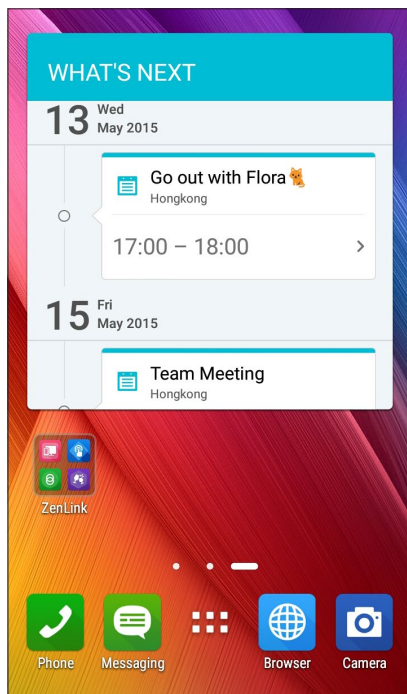 WHAT'S NEXT
13 Wed
May 2015
Go out with Flora🐈
Hongkong
17:00 – 18:00
15 Fri
May 2015
Team Meeting
Hongkong
ZenLink
Phone Messaging Browser Camera